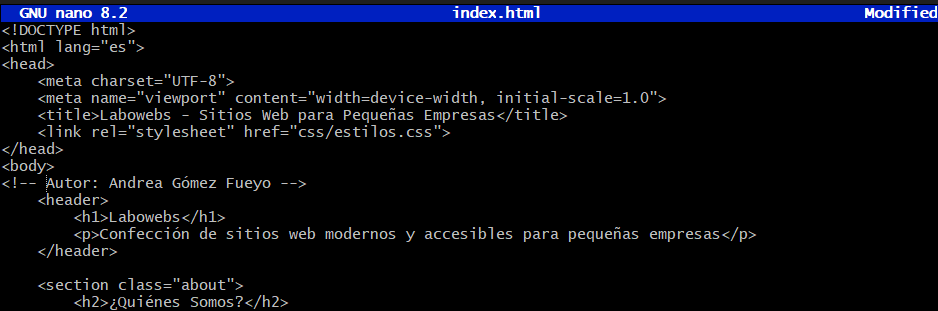 GNU nano 8.2 index.html Modified
<!DOCTYPE html>
<html lang="es">
<head>
    <meta charset="UTF-8">
    <meta name="viewport" content="width=device-width, initial-scale=1.0">
    <title>Labowebs - Sitios Web para Pequeñas Empresas</title>
    <link rel="stylesheet" href="css/estilos.css">
</head>
<body>
<!-- Autor: Andrea Gómez Fueyo -->
    <header>
        <h1>Labowebs</h1>
        <p>Confección de sitios web modernos y accesibles para pequeñas empresas</p>
    </header>
    <section class="about">
        <h2>¿Quiénes Somos?</h2>